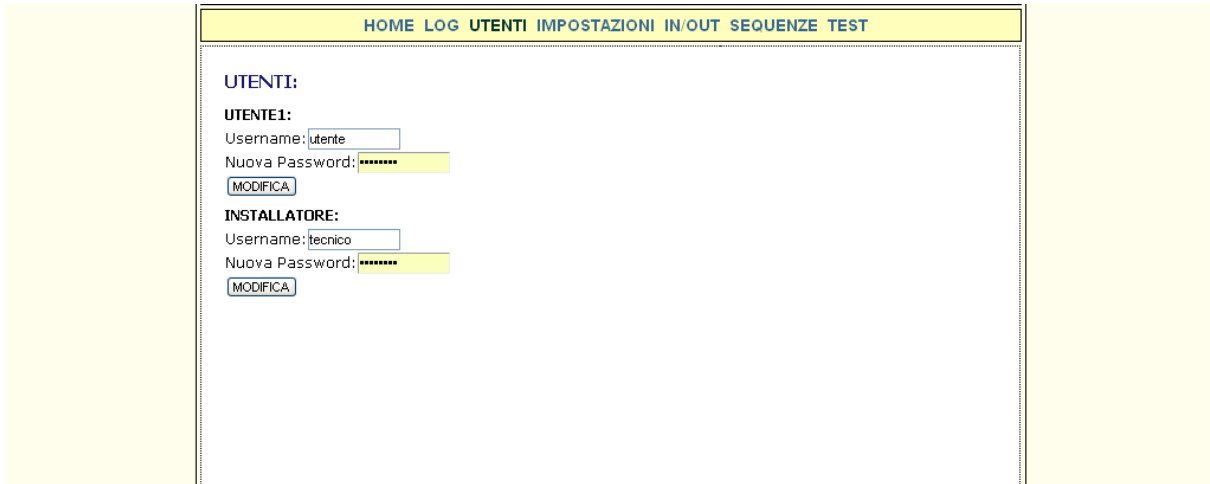 HOME LOG UTENTI IMPOSTAZIONI IN/OUT SEQUENZE TEST
UTENTI:
UTENTE1:
Username: utente
Nuova Password: ••••••••
MODIFICA
INSTALLATORE:
Username: tecnico
Nuova Password: ••••••••
MODIFICA